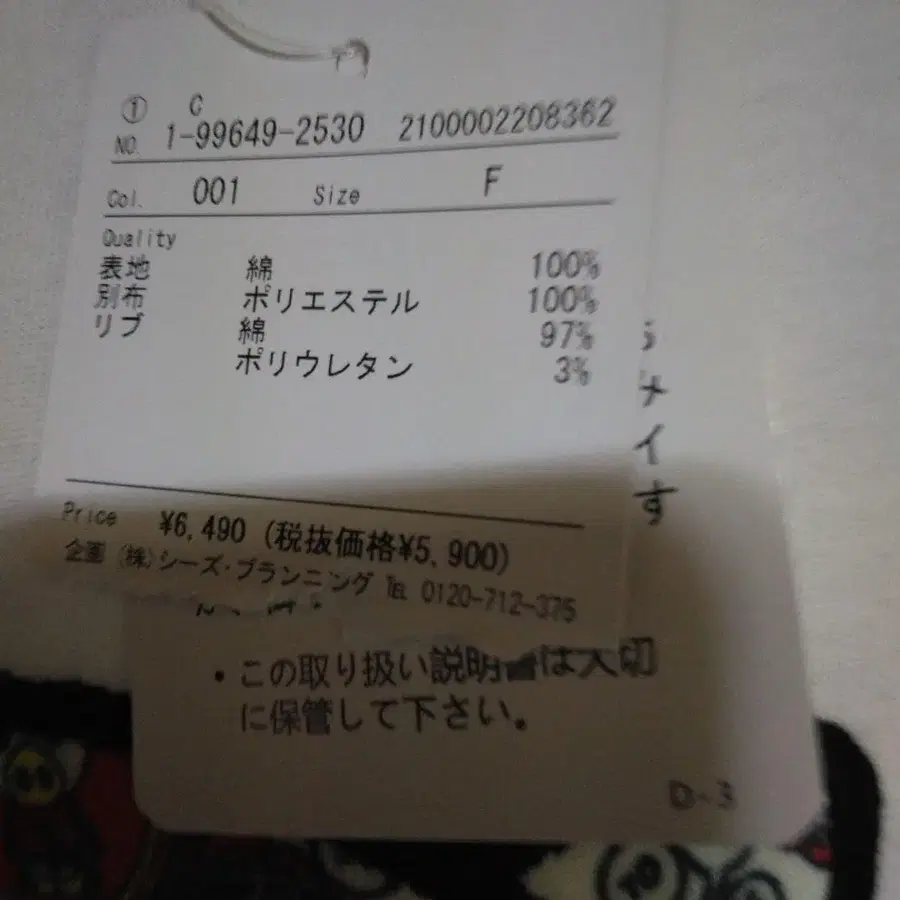 ① C
NO. 1-99649-2530 2100002208362
Col. 001 Size F
Quality
表地 綿 100%
別布 ポリエステル 100%
リブ 綿 97%
ポリウレタン 3%
Price ¥6,490 (税抜価格¥5,900)
企画 (株)シーズ・プランニング TEL 0120-712-375
メ
イ
す
・この取り扱い説明書は大切
に保管して下さい。
D-3